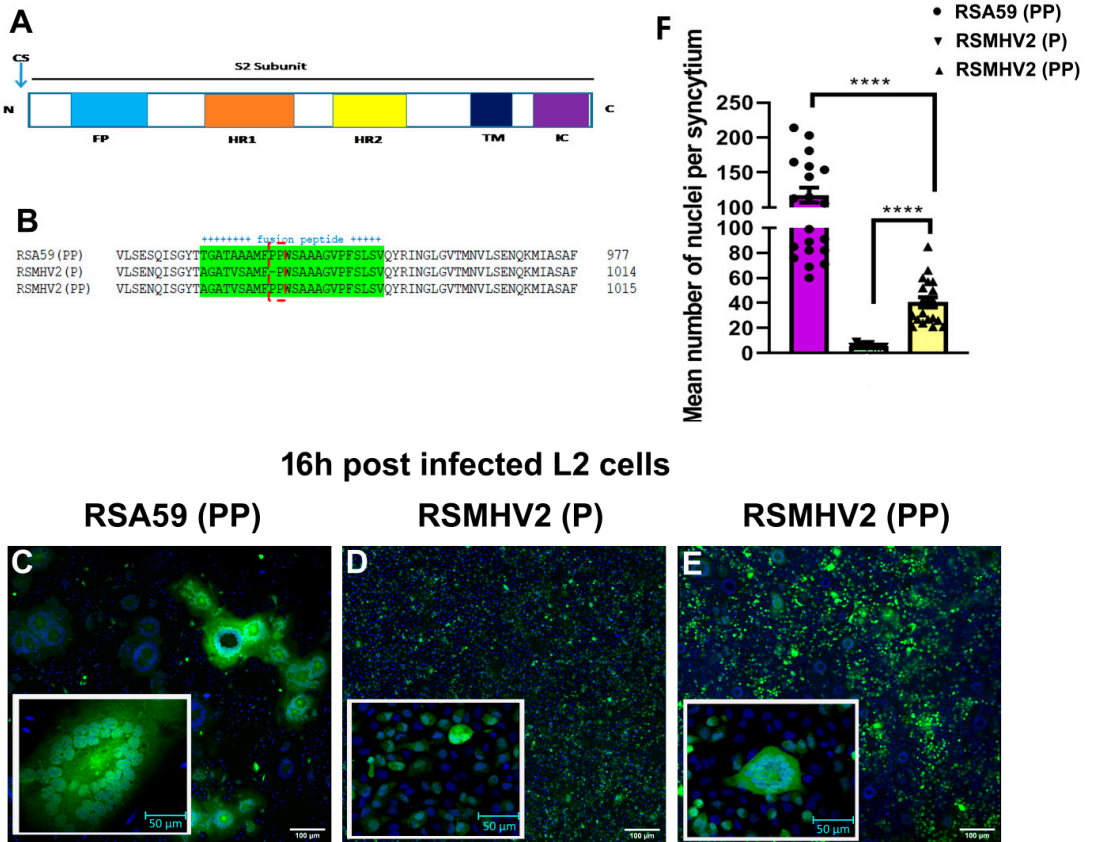 A
CS
S2 Subunit
N
C
FP
HR1
HR2
TM
IC
B
++++++++ fusion peptide +++++
RSA59(PP) VLSESQISGYTTGATAAAMFPPWSAAAGVPFSLSVQYRINGLGVTMNVLSENQKMIASAF 977
RSMHV2(P) VLSENQISGYTAGATVSAMF-PWSAAAGVPFSLSVQYRINGLGVTMNVLSENQKMIASAF 1014
RSMHV2(PP) VLSENQISGYTAGATVSAMFPPWSAAAGVPFSLSVQYRINGLGVTMNVLSENQKMIASAF 1015
F
RSA59 (PP)
RSMHV2 (P)
RSMHV2 (PP)
****
****
Mean number of nuclei per syncytium
250
200
150
100
100
80
60
40
20
0
16h post infected L2 cells
RSA59 (PP)
RSMHV2 (P)
RSMHV2 (PP)
C
50 µm
100 µm
D
50 µm
100 µm
E
50 µm
100 µm